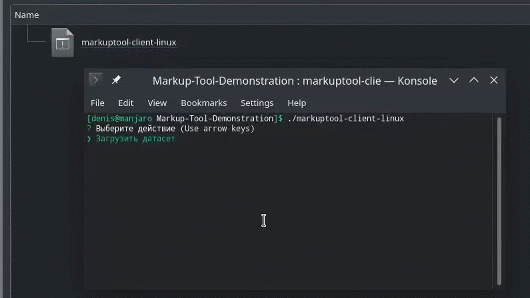 Name
markuptool-client-linux
Markup-Tool-Demonstration : markuptool-clie — Konsole
File Edit View Bookmarks Settings Help
[denis@manjaro Markup-Tool-Demonstration]$ ./markuptool-client-linux
? Выберите действие (Use arrow keys)
❯ Загрузить датасет